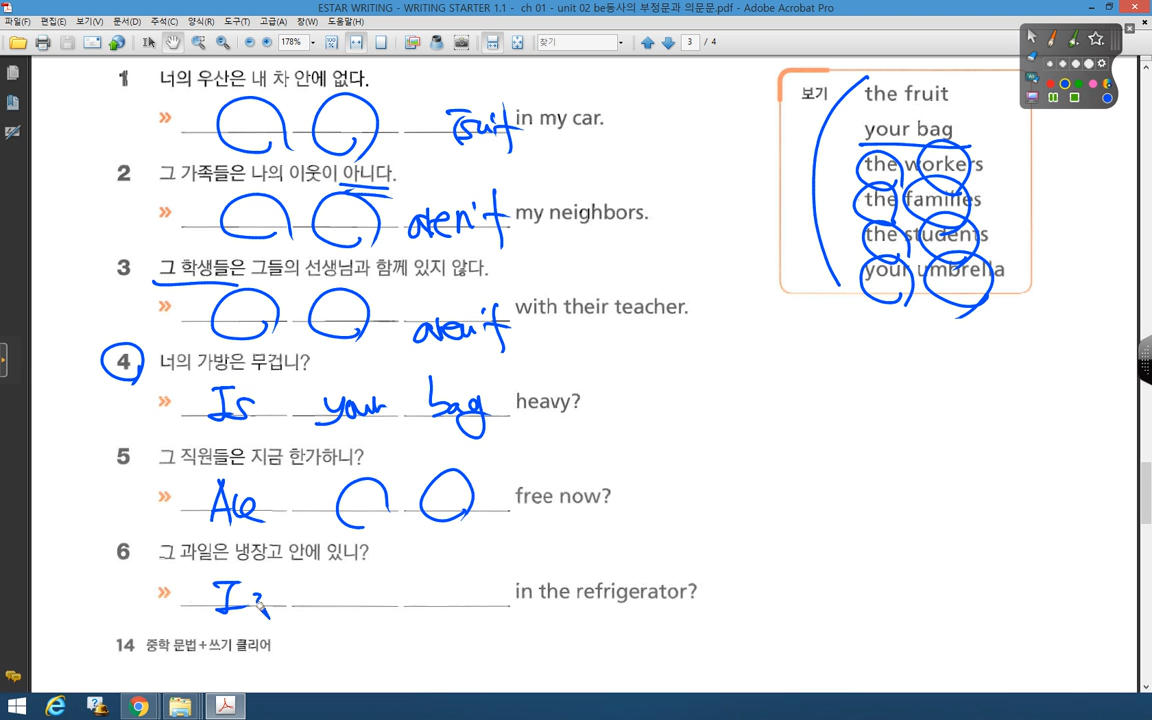 ESTAR WRITING - WRITING STARTER 1.1 - ch 01 - unit 02 be동사의 부정문과 의문문.pdf - Adobe Acrobat Pro
파일(F) 편집(E) 보기(V) 문서(D) 주석(C) 양식(R) 도구(T) 고급(A) 창(W) 도움말(H)
178% 찾기 3 / 4
1 너의 우산은 내 차 안에 없다.
isn't in my car.
2 그 가족들은 나의 이웃이 아니다.
aren't my neighbors.
3 그 학생들은 그들의 선생님과 함께 있지 않다.
aren't with their teacher.
4 너의 가방은 무겁니?
Is your bag heavy?
5 그 직원들은 지금 한가하니?
Are free now?
6 그 과일은 냉장고 안에 있니?
Is in the refrigerator?
14 중학 문법+쓰기 클리어
보기 the fruit
your bag
the workers
the families
the students
your umbrella